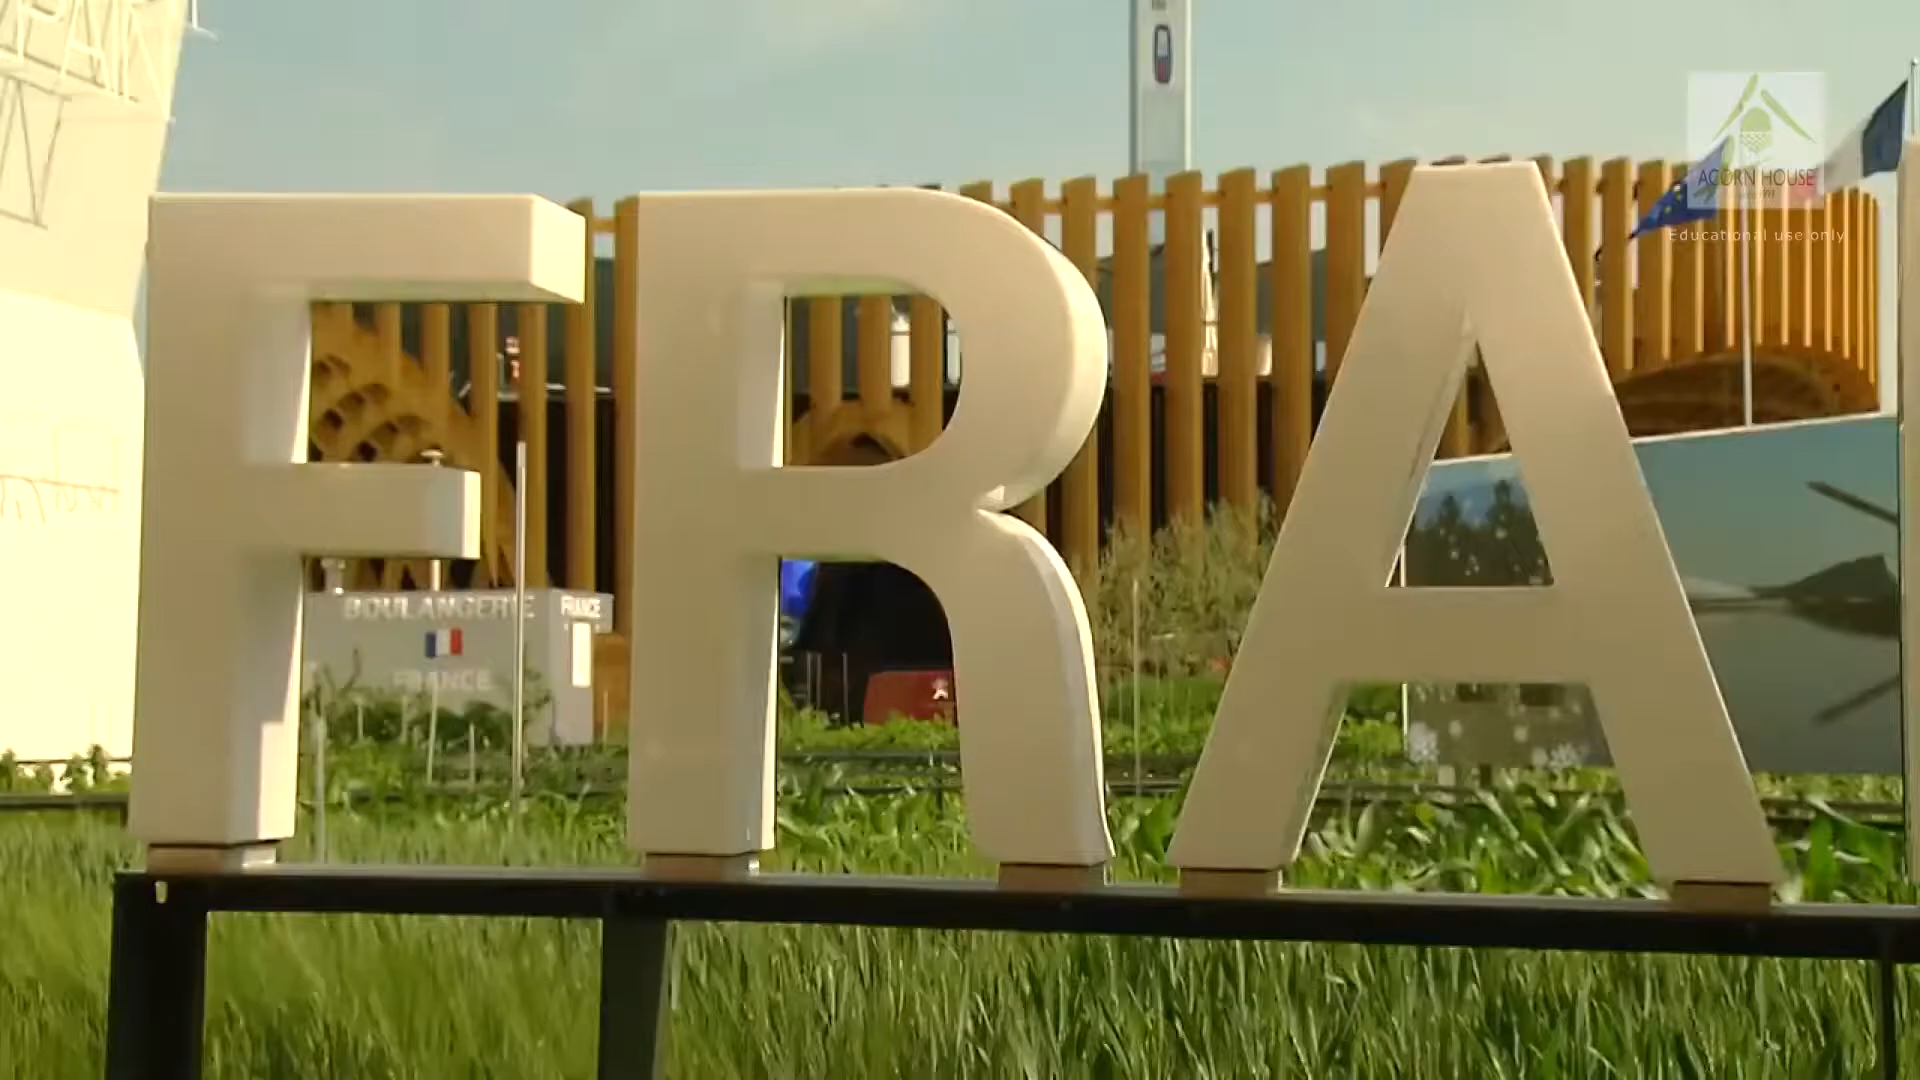 FRA
BOULANGERIE
FRANCE
FRANCE
ACORN HOUSE
Educational use only